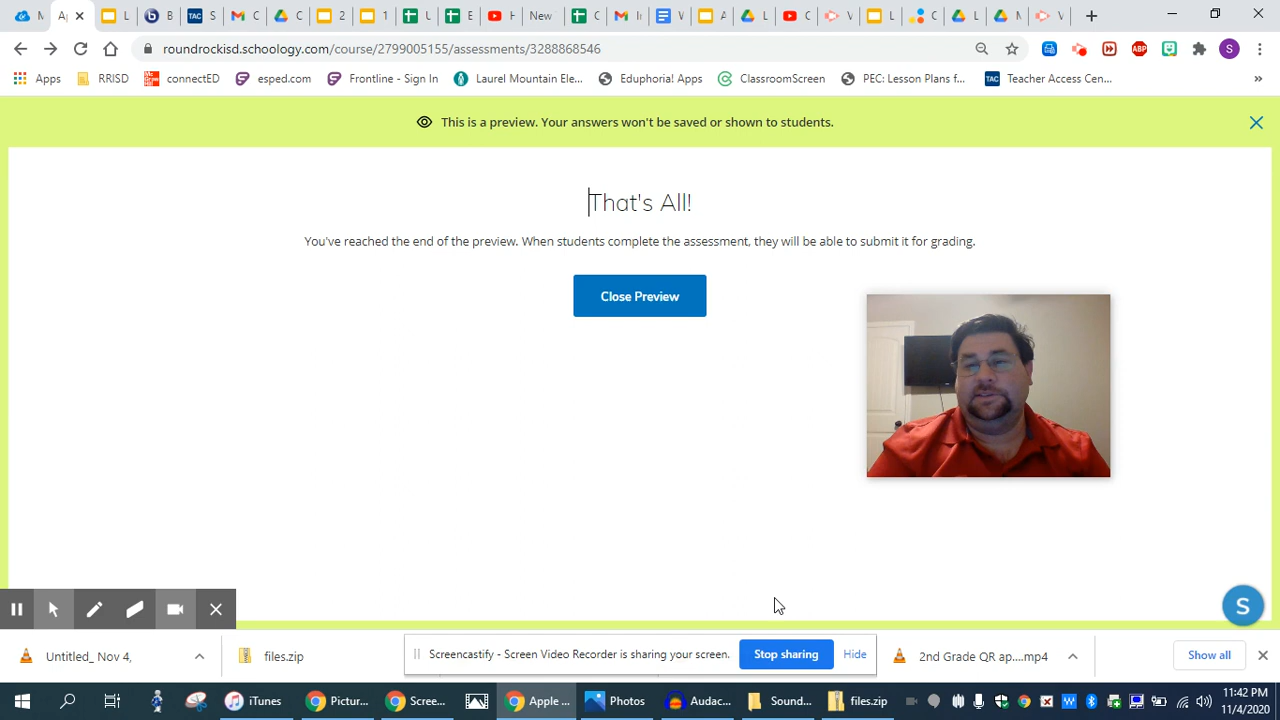 roundrockisd.schoology.com/course/2799005155/assessments/3288868546
Apps
RRISD
connectED
esped.com
Frontline - Sign In
Laurel Mountain Ele...
Eduphoria! Apps
ClassroomScreen
PEC: Lesson Plans f...
Teacher Access Cen...
This is a preview. Your answers won't be saved or shown to students.
That's All!
You've reached the end of the preview. When students complete the assessment, they will be able to submit it for grading.
Close Preview
S
Untitled_ Nov 4,
files.zip
Screencastify - Screen Video Recorder is sharing your screen.
Stop sharing
Hide
2nd Grade QR ap....mp4
Show all
iTunes
Pictur...
Scree...
Apple ...
Photos
Audac...
Sound...
files.zip
11:42 PM
11/4/2020